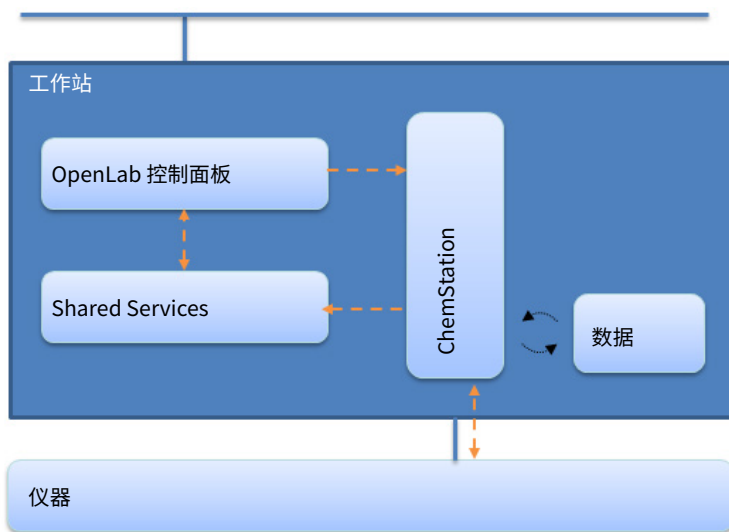 工作站
OpenLab 控制面板
Shared Services
ChemStation
数据
仪器